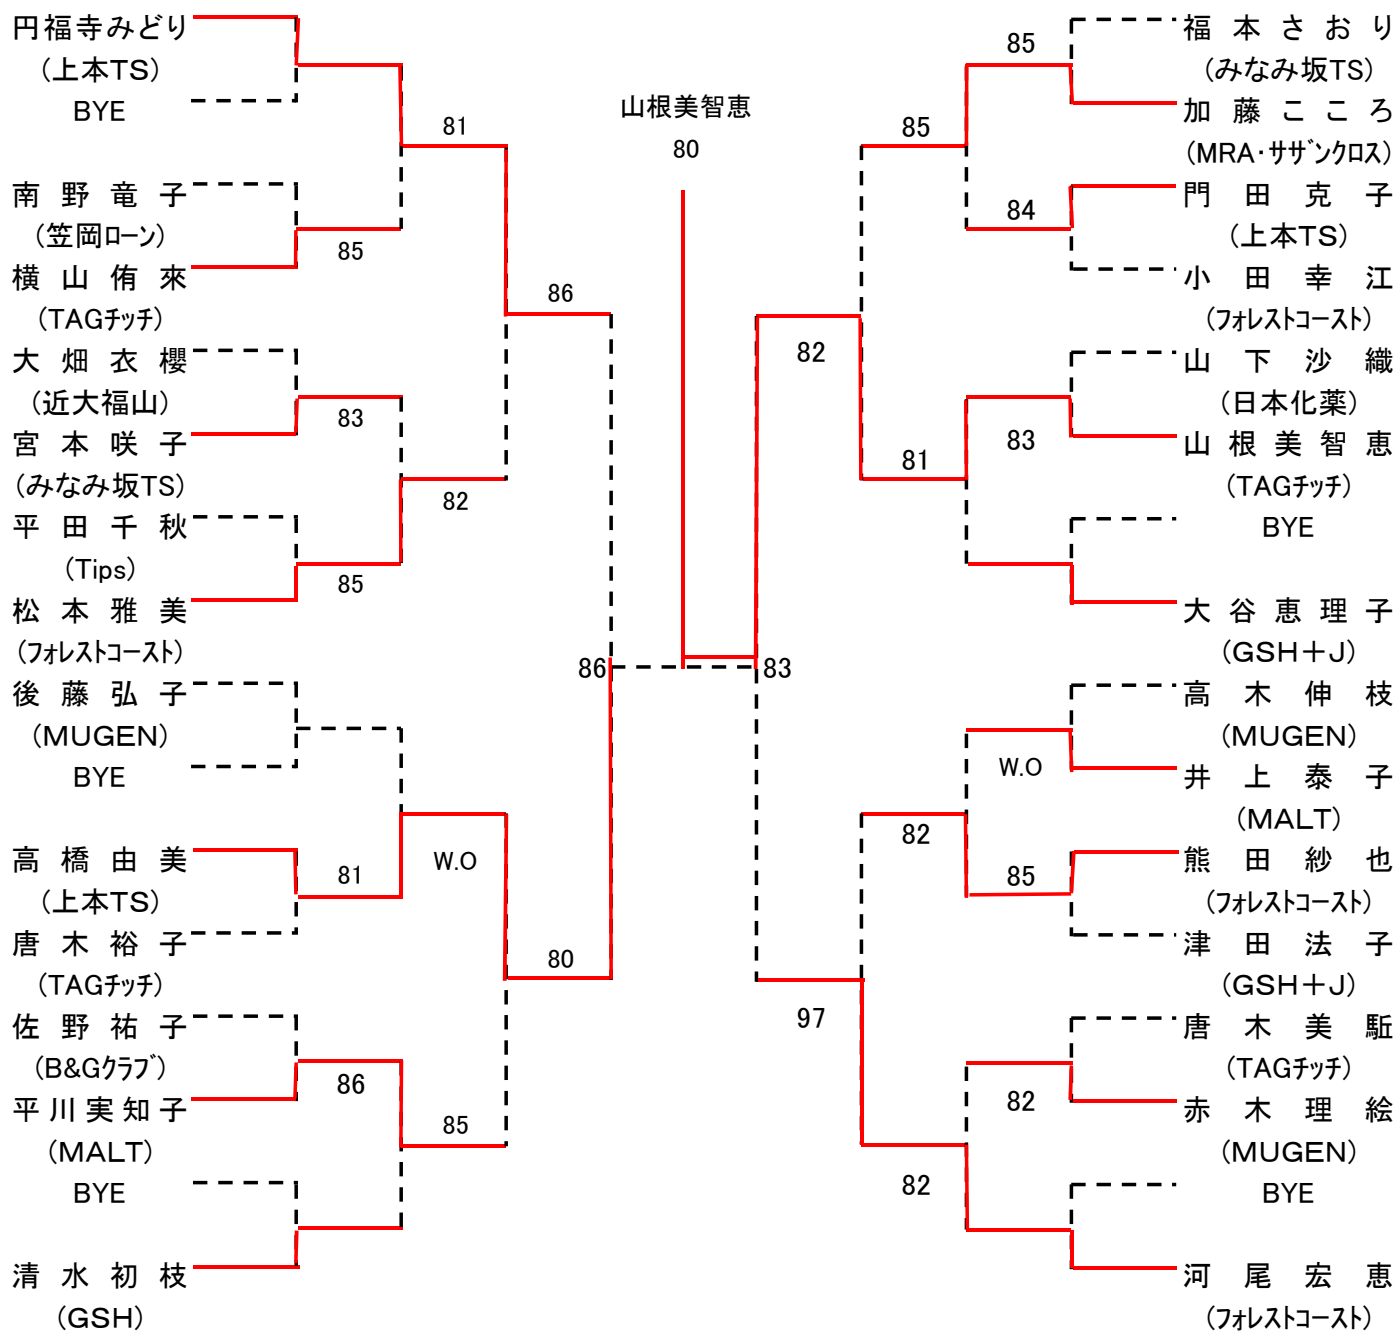 円福寺みどり
(上本TS)
BYE
南野竜子
(笠岡ローン)
横山侑來
(TAGチッチ)
大畑衣櫻
(近大福山)
宮本咲子
(みなみ坂TS)
平田千秋
(Tips)
松本雅美
(フォレストコースト)
後藤弘子
(MUGEN)
BYE
高橋由美
(上本TS)
唐木裕子
(TAGチッチ)
佐野祐子
(B&Gクラブ)
平川実知子
(MALT)
BYE
清水初枝
(GSH)
85
83
85
81
86
81
82
W.O
85
86
80
86
山根美智恵
80
83
82
97
85
81
82
82
85
84
83
W.O
85
82
福本さおり
(みなみ坂TS)
加藤こころ
(MRA・サザンクロス)
門田克子
(上本TS)
小田幸江
(フォレストコースト)
山下沙織
(日本化薬)
山根美智恵
(TAGチッチ)
BYE
大谷恵理子
(GSH+J)
高木伸枝
(MUGEN)
井上泰子
(MALT)
熊田紗也
(フォレストコースト)
津田法子
(GSH+J)
唐木美駈
(TAGチッチ)
赤木理絵
(MUGEN)
BYE
河尾宏恵
(フォレストコースト)